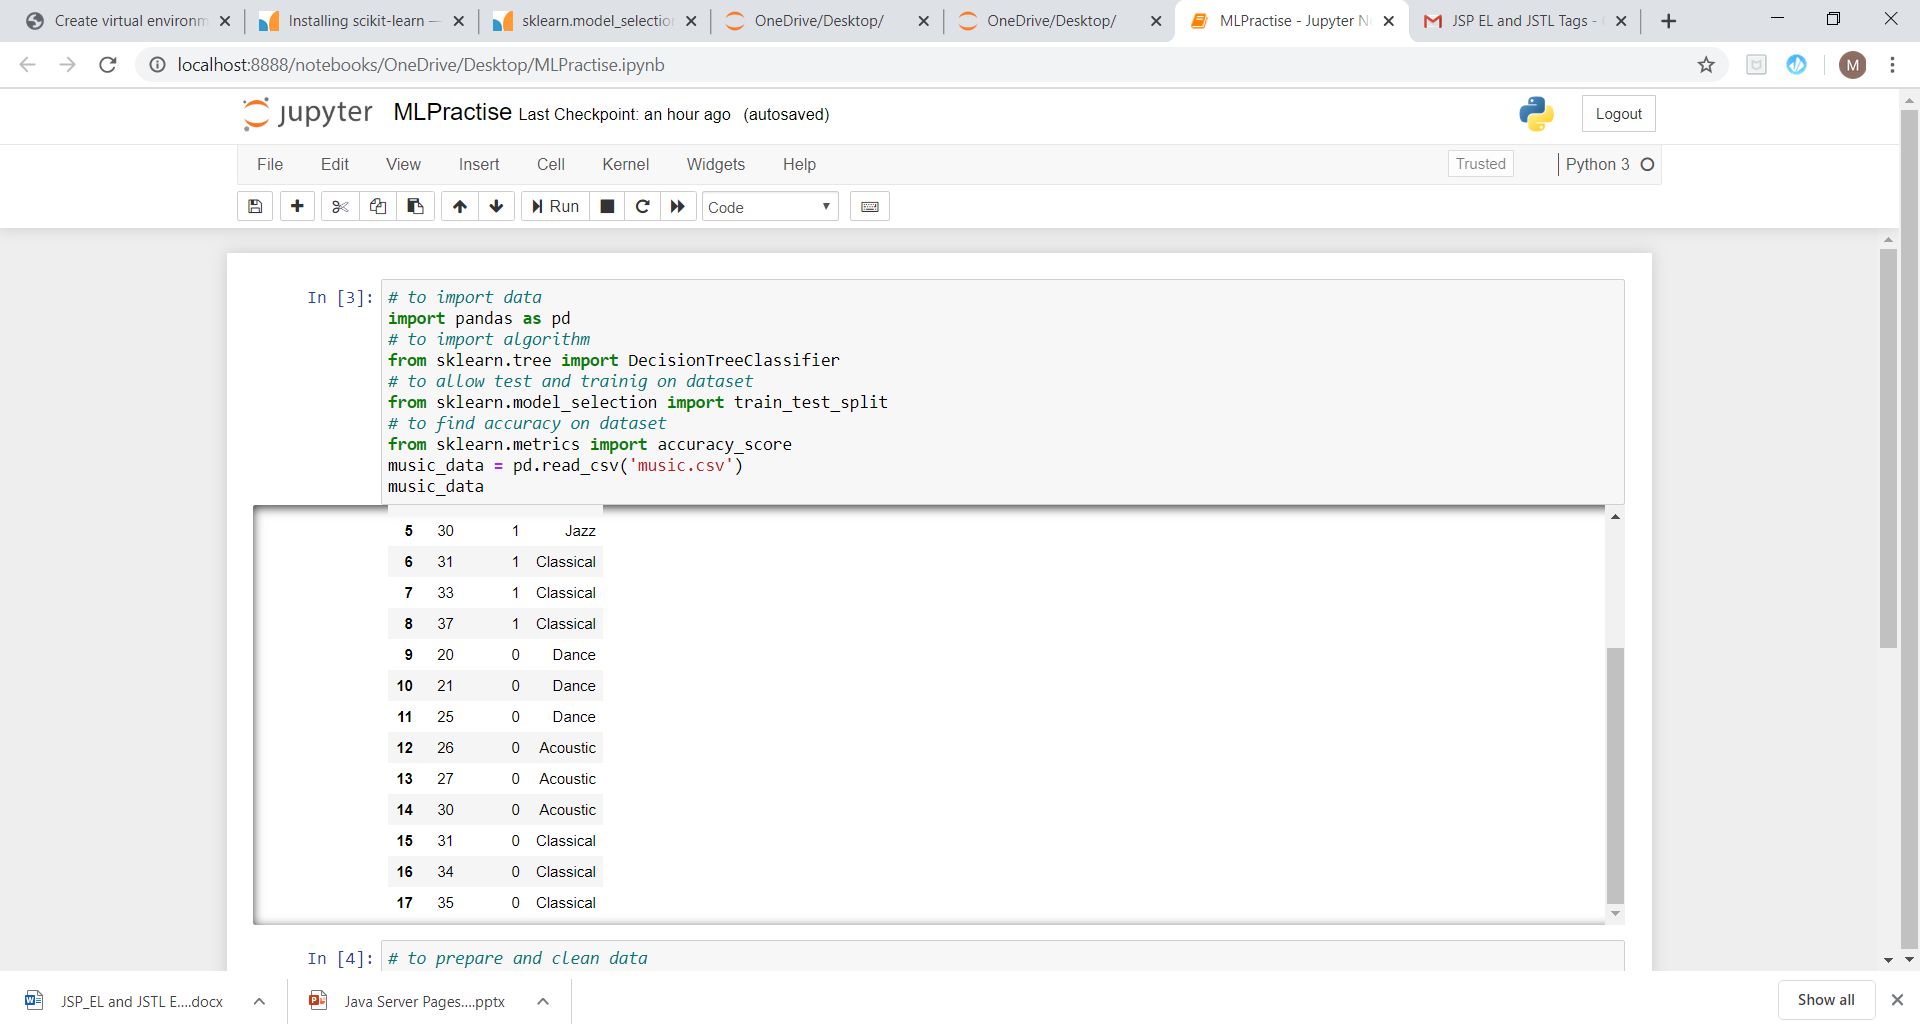 Create virtual environm
Installing scikit-learn —
sklearn.model_selection
OneDrive/Desktop/
OneDrive/Desktop/
MLPractise - Jupyter N
JSP EL and JSTL Tags -
localhost:8888/notebooks/OneDrive/Desktop/MLPractise.ipynb
M
jupyter MLPractise Last Checkpoint: an hour ago (autosaved)
Logout
File Edit View Insert Cell Kernel Widgets Help
Trusted
Python 3
Run
Code
In [3]: # to import data
import pandas as pd
# to import algorithm
from sklearn.tree import DecisionTreeClassifier
# to allow test and trainig on dataset
from sklearn.model_selection import train_test_split
# to find accuracy on dataset
from sklearn.metrics import accuracy_score
music_data = pd.read_csv('music.csv')
music_data
5 30 1 Jazz
6 31 1 Classical
7 33 1 Classical
8 37 1 Classical
9 20 0 Dance
10 21 0 Dance
11 25 0 Dance
12 26 0 Acoustic
13 27 0 Acoustic
14 30 0 Acoustic
15 31 0 Classical
16 34 0 Classical
17 35 0 Classical
In [4]: # to prepare and clean data
JSP_EL and JSTL E....docx
Java Server Pages....pptx
Show all